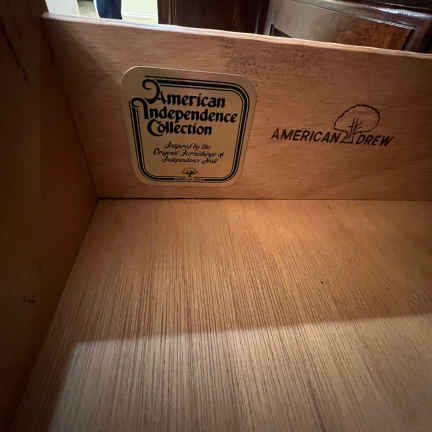 American
Independence
Collection
Inspired by the
Original Furnishings of
Independence Hall
AMERICAN DREW